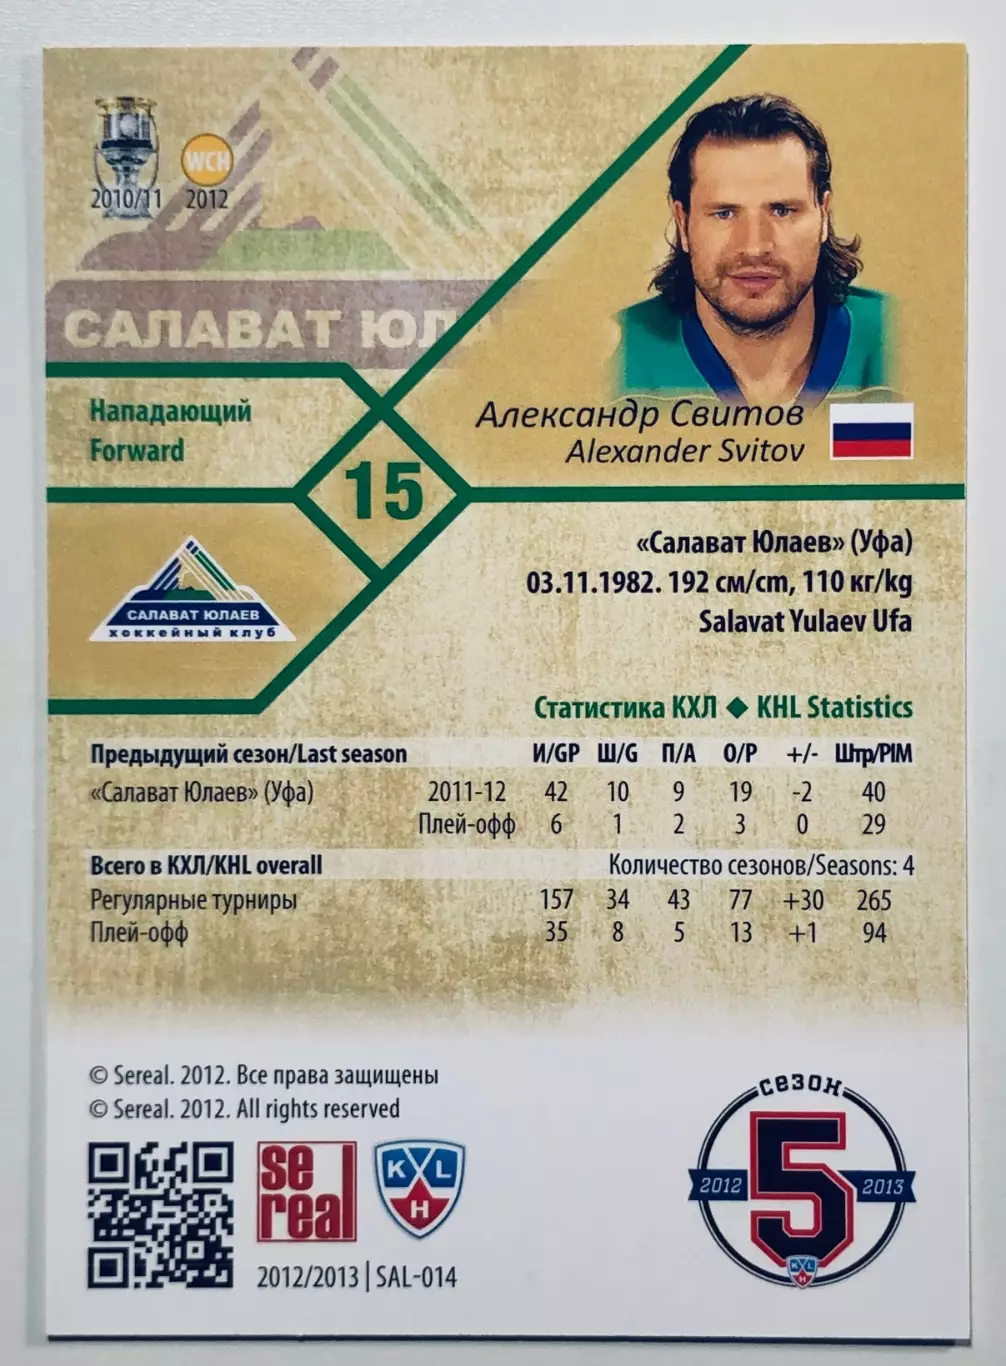 WCH
2010/11 2012
САЛАВАТ ЮЛА
Нападающий
Forward
15
Александр Свитов
Alexander Svitov
«Салават Юлаев» (Уфа)
03.11.1982. 192 см/cm, 110 кг/kg
Salavat Yulaev Ufa
САЛАВАТ ЮЛАЕВ
хоккейный клуб
Статистика КХЛ ◆ KHL Statistics
Предыдущий сезон/Last season И/GP Ш/G П/A О/P +/- Штр/PIM
«Салават Юлаев» (Уфа) 2011-12 42 10 9 19 -2 40
Плей-офф 6 1 2 3 0 29
Всего в КХЛ/KHL overall Количество сезонов/Seasons: 4
Регулярные турниры 157 34 43 77 +30 265
Плей-офф 35 8 5 13 +1 94
© Sereal. 2012. Все права защищены
© Sereal. 2012. All rights reserved
se
real
KXL
H
2012/2013 | SAL-014
сезон
2012 5 2013
KXL
H